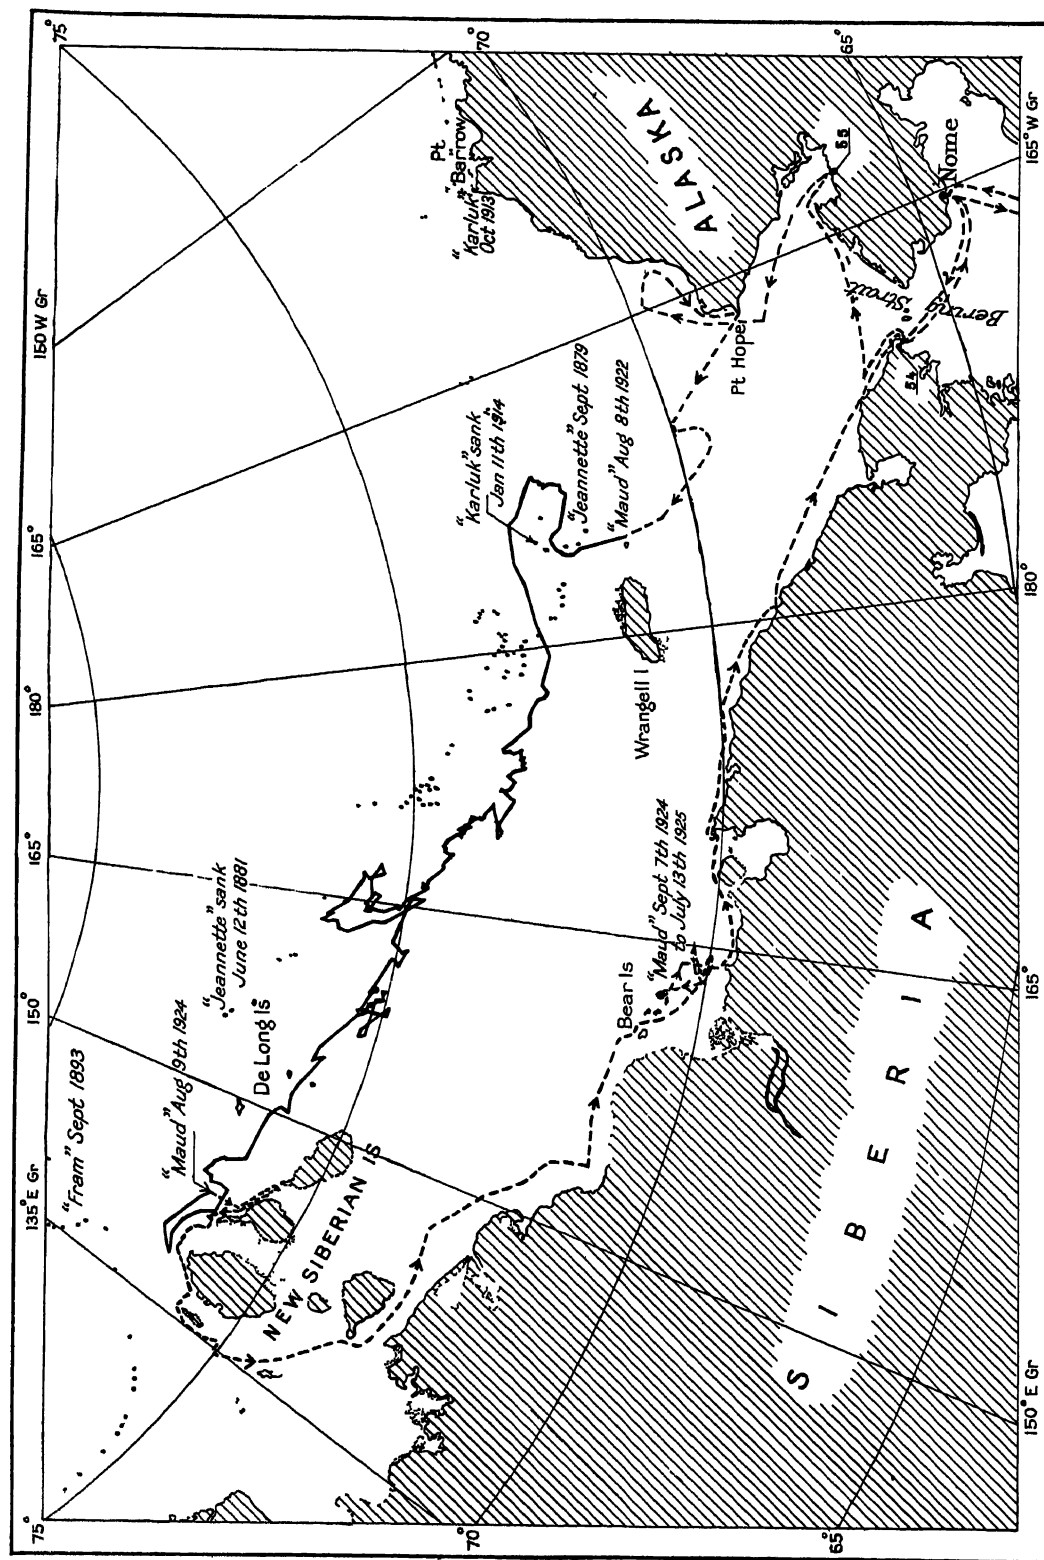 75°
135°E Gr
150°
165°
180°
165°
150 W Gr
75
"Fram" Sept 1893
"Maud" Aug 9th 1924
"Jeannette" sank
June 12th 1881
De Long Is
NEW SIBERIAN IS
"Karluk" sank
Jan 11th 1914
"Jeannette" Sept 1879
"Maud" Aug 8th 1922
"Karluk"
Oct 1913
Pt
Barrow
Wrangell I
Bear Is
"Maud" Sept 7th 1924
to July 13th 1925
Pt Hope
ALASKA
Bering
Strait
Nome
54
55
SIBERIA
70°
70°
65°
65°
150°E Gr
165°
180°
165°W Gr